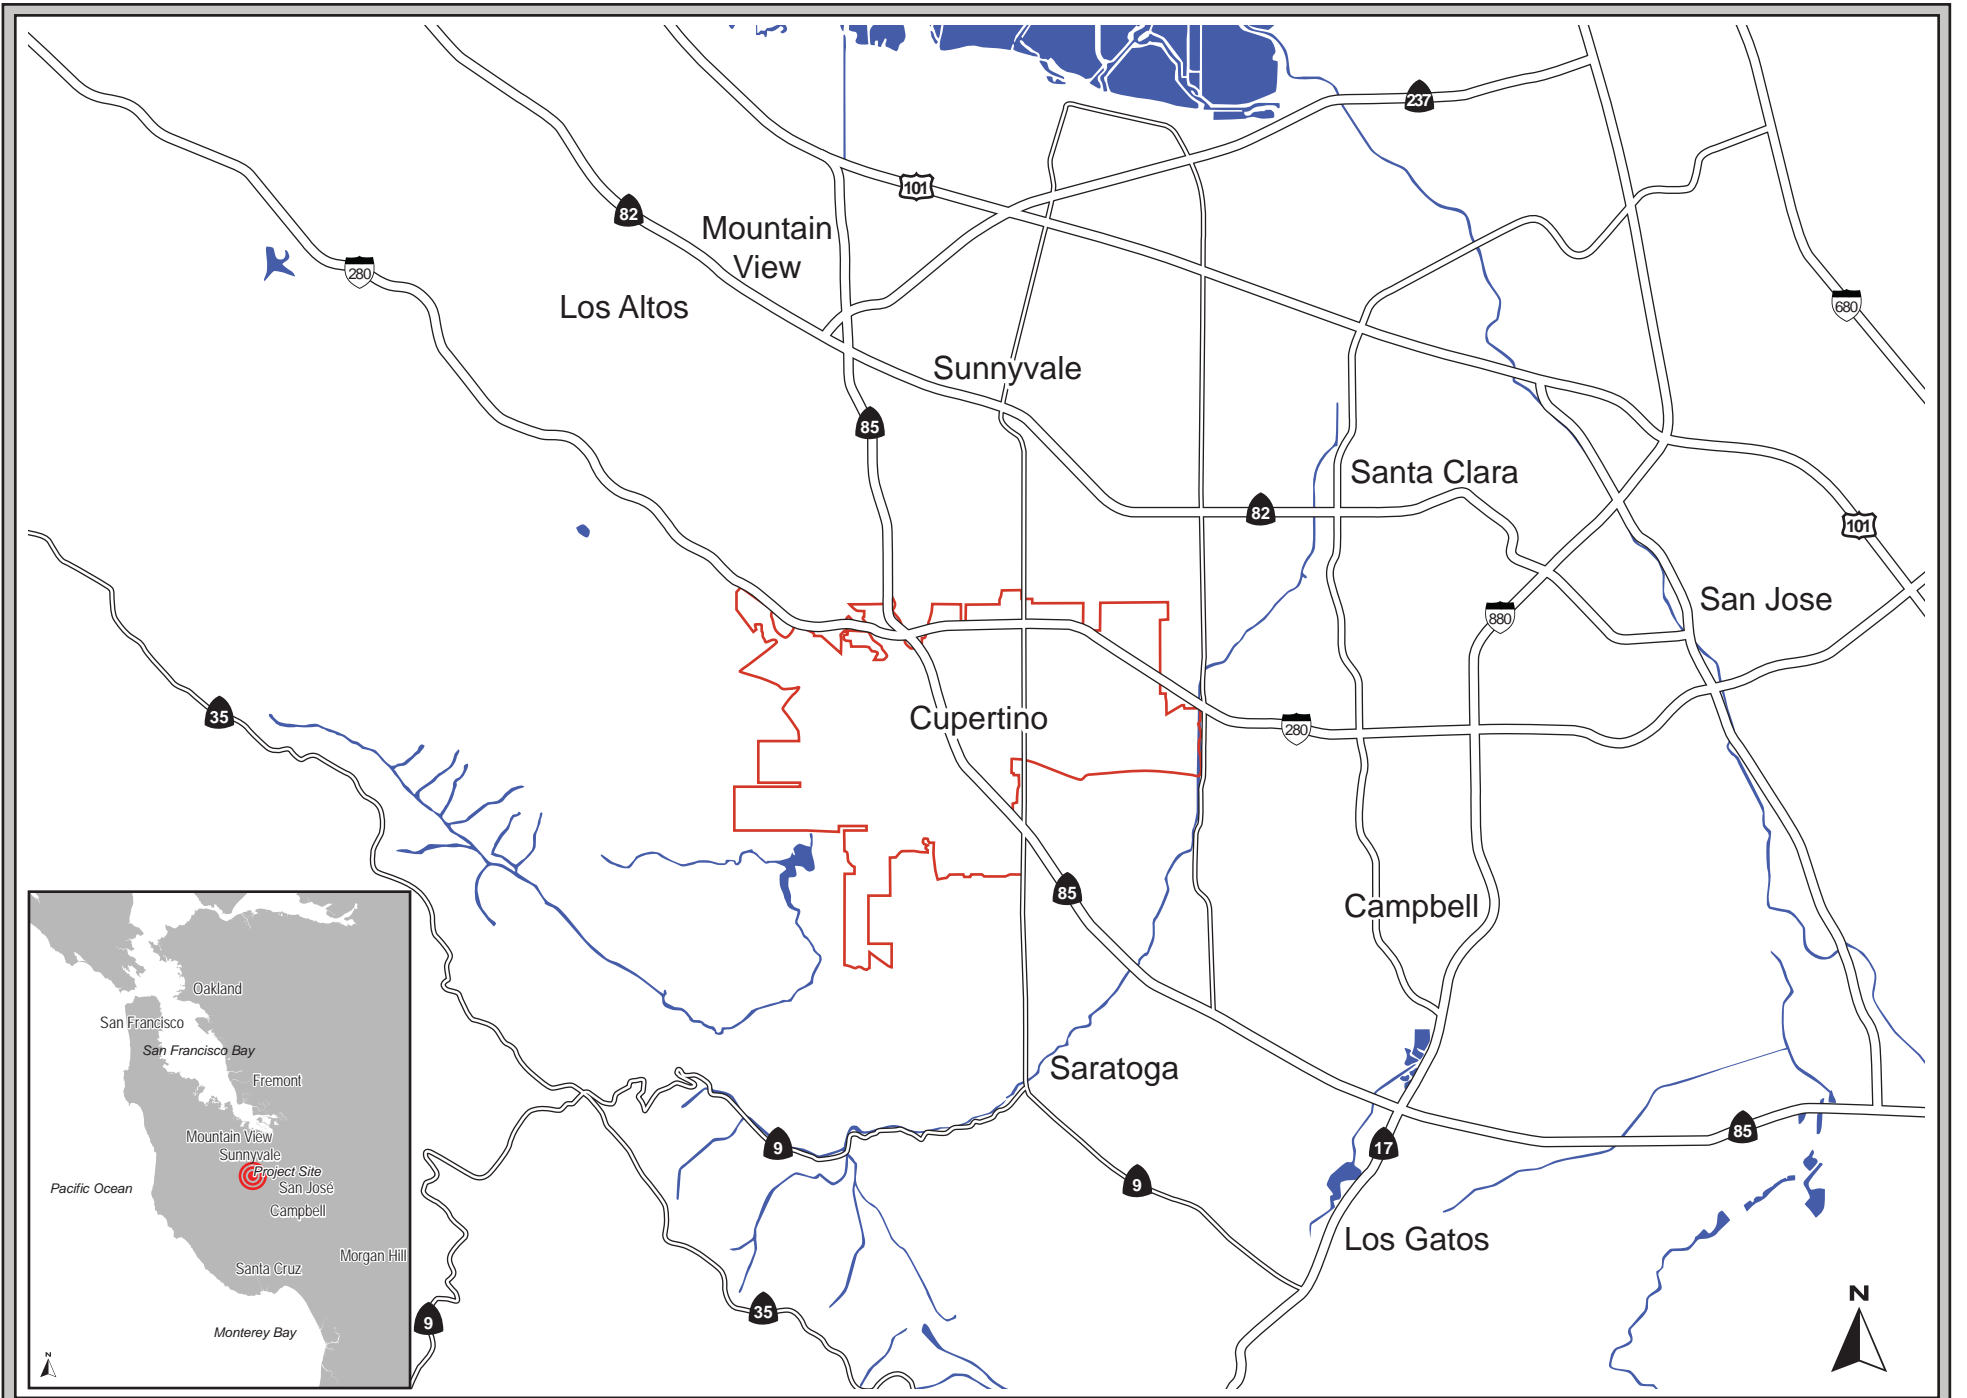 237
101
82
Mountain
View
280
Los Altos
680
Sunnyvale
85
Santa Clara
82
101
San Jose
880
35
Cupertino
280
85
Campbell
Oakland
San Francisco
San Francisco Bay
Fremont
Saratoga
Mountain View
Sunnyvale
Project Site
San José
Pacific Ocean
Campbell
9
9
17
85
Los Gatos
Morgan Hill
Santa Cruz
35
9
Monterey Bay
N
N